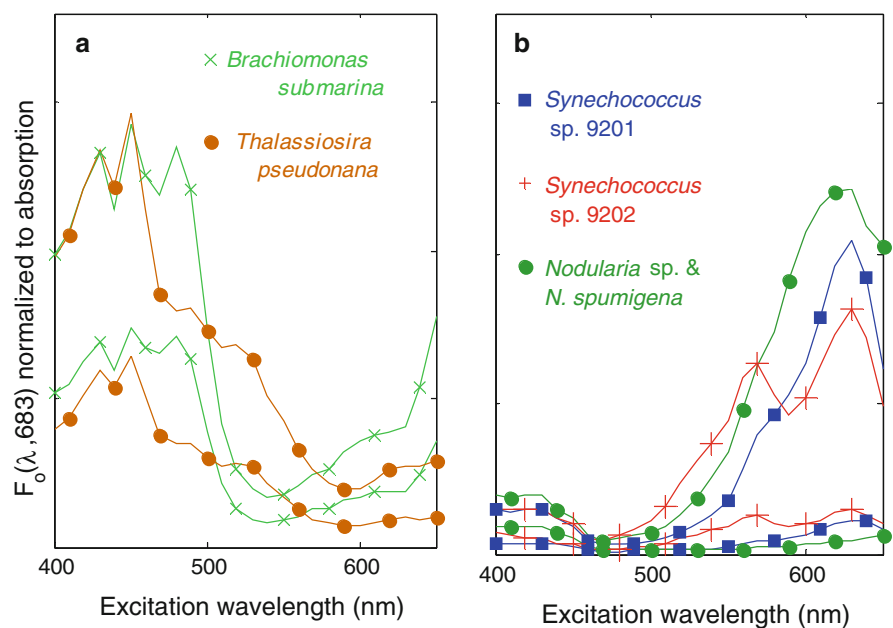 a
Brachiomonas
submarina
Thalassiosira
pseudonana
Fo(λ ,683) normalized to absorption
400
500
600
Excitation wavelength (nm)
b
Synechococcus
sp. 9201
Synechococcus
sp. 9202
Nodularia sp. &
N. spumigena
400
500
600
Excitation wavelength (nm)